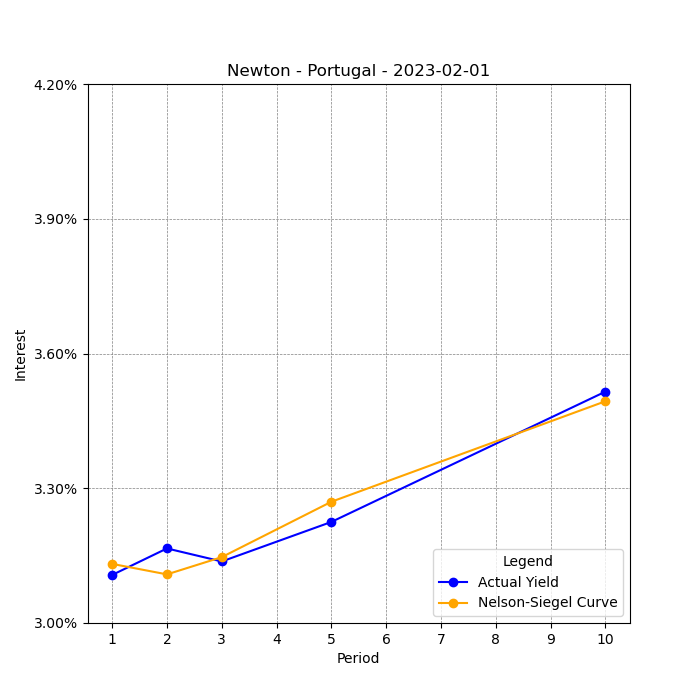 Newton - Portugal - 2023-02-01
4.20%
3.90%
3.60%
3.30%
3.00%
Interest
1 2 3 4 5 6 7 8 9 10
Period
Legend
Actual Yield
Nelson-Siegel Curve